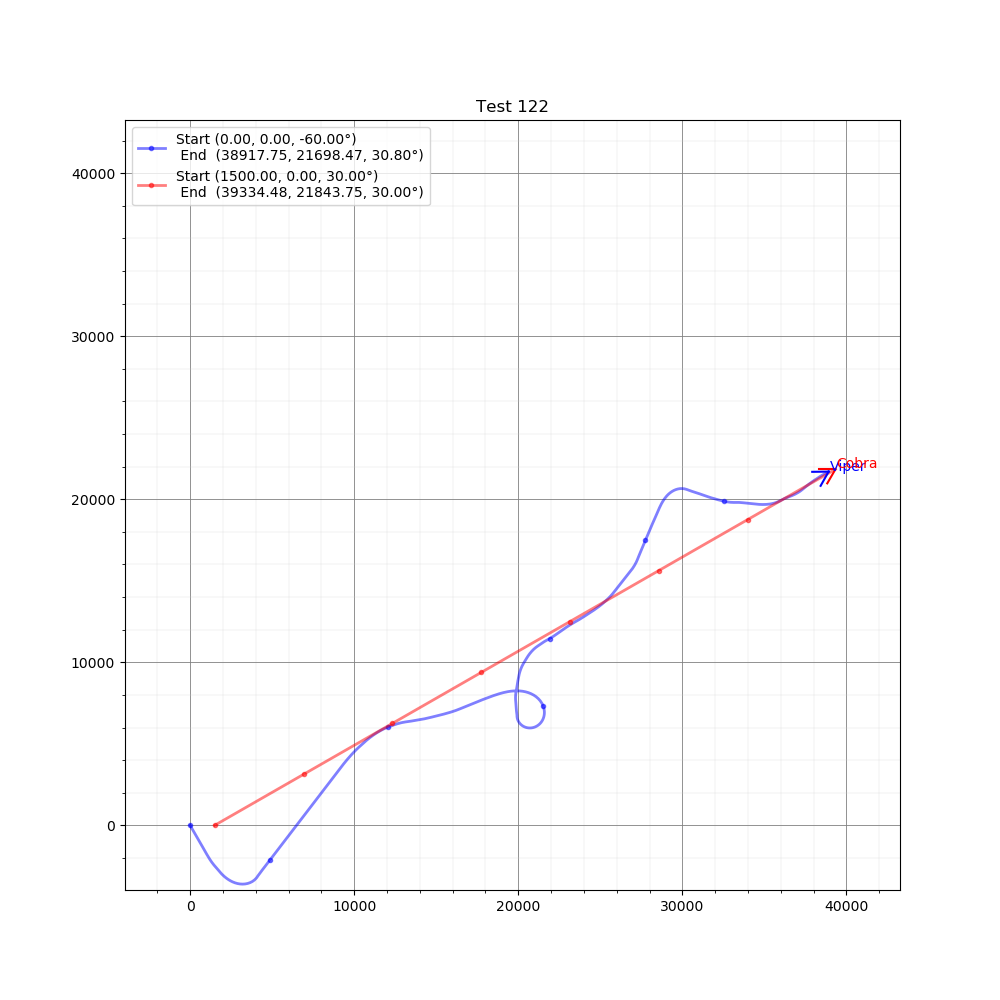 Test 122
Start (0.00, 0.00, -60.00°)
End  (38917.75, 21698.47, 30.80°)
Start (1500.00, 0.00, 30.00°)
End  (39334.48, 21843.75, 30.00°)
40000
30000
20000
10000
0
Cobra
Viper
0 10000 20000 30000 40000